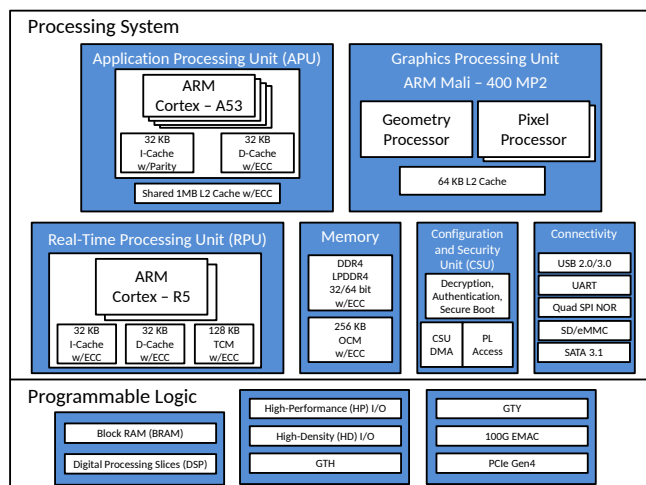 Processing System
Application Processing Unit (APU)
ARM
Cortex – A53
32 KB
I-Cache
w/Parity
32 KB
D-Cache
w/ECC
Shared 1MB L2 Cache w/ECC
Graphics Processing Unit
ARM Mali – 400 MP2
Geometry
Processor
Pixel
Processor
64 KB L2 Cache
Real-Time Processing Unit (RPU)
ARM
Cortex – R5
32 KB
I-Cache
w/ECC
32 KB
D-Cache
w/ECC
128 KB
TCM
w/ECC
Memory
DDR4
LPDDR4
32/64 bit
w/ECC
256 KB
OCM
w/ECC
Configuration
and Security
Unit (CSU)
Decryption,
Authentication,
Secure Boot
CSU
DMA
PL
Access
Connectivity
USB 2.0/3.0
UART
Quad SPI NOR
SD/eMMC
SATA 3.1
Programmable Logic
Block RAM (BRAM)
Digital Processing Slices (DSP)
High-Performance (HP) I/O
High-Density (HD) I/O
GTH
GTY
100G EMAC
PCIe Gen4